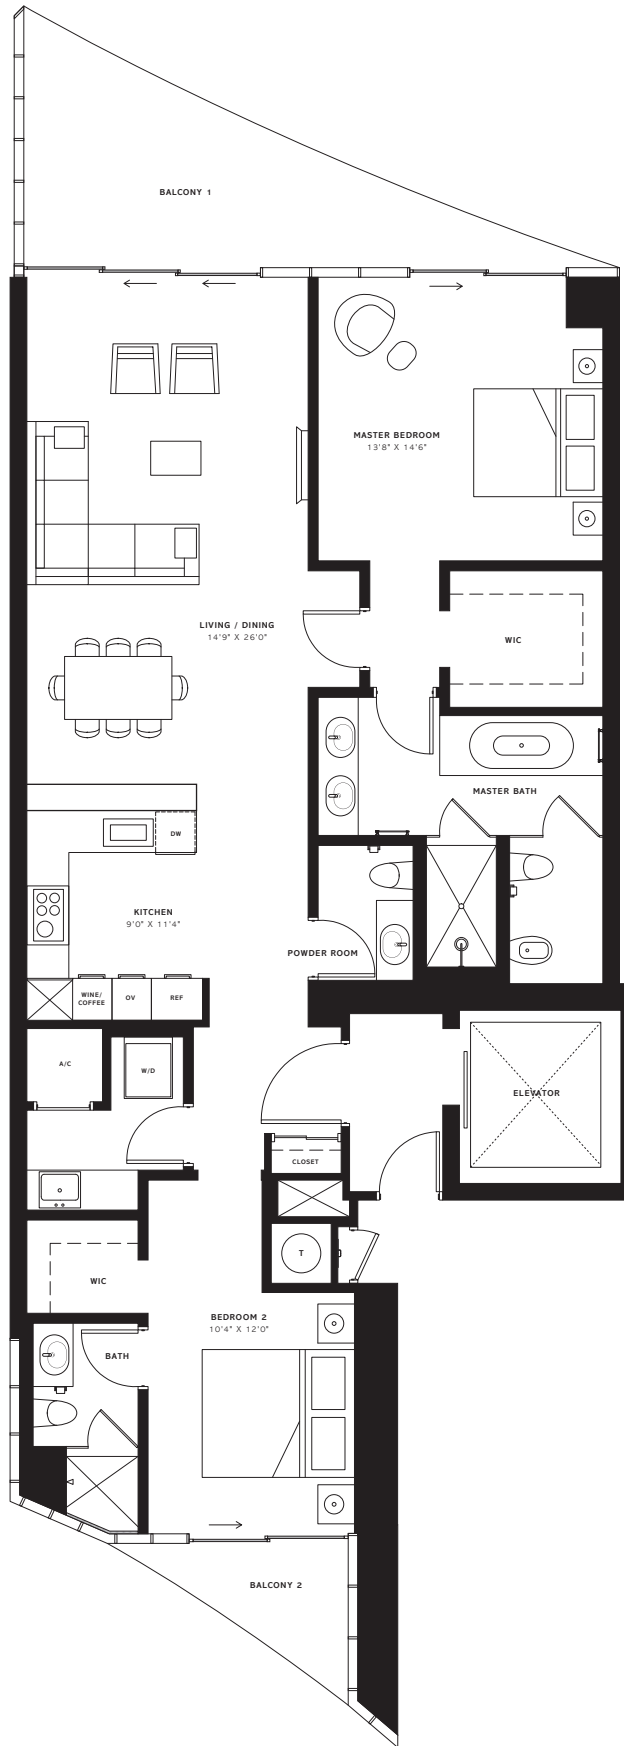 BALCONY 1
MASTER BEDROOM
13'8" X 14'6"
LIVING / DINING
14'9" X 26'0"
WIC
MASTER BATH
DW
KITCHEN
9'0" X 11'4"
POWDER ROOM
WINE/
COFFEE
OV
REF
A/C
W/D
ELEVATOR
CLOSET
T
WIC
BEDROOM 2
10'4" X 12'0"
BATH
BALCONY 2